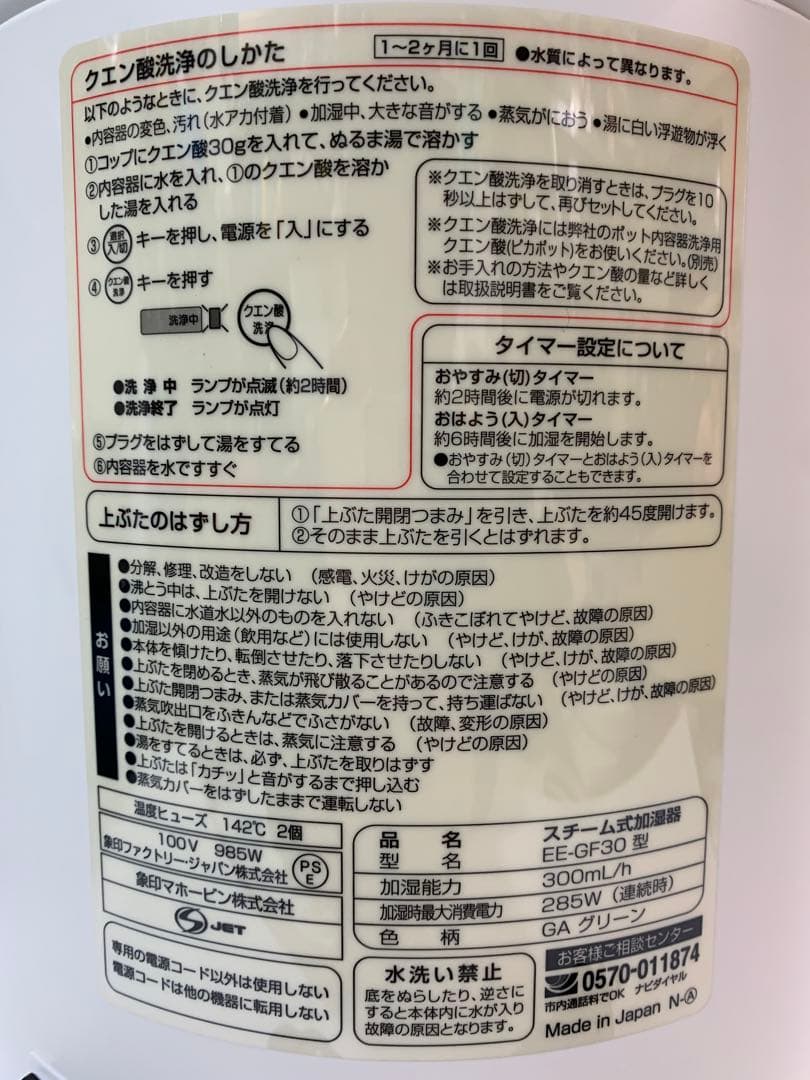 クエン酸洗浄のしかた
1〜2ヶ月に1回 ●水質によって異なります。
以下のようなときに、クエン酸洗浄を行ってください。
●内容器の変色、汚れ(水アカ付着) ●加湿中、大きな音がする ●蒸気がにおう ●湯に白い浮遊物が浮く
①コップにクエン酸30gを入れて、ぬるま湯で溶かす
②内容器に水を入れ、①のクエン酸を溶か
した湯を入れる
③ 選択 入/切 キーを押し、電源を「入」にする
④ クエン酸 洗浄 キーを押す
洗浄中
クエン酸
洗浄
●洗浄中 ランプが点滅(約2時間)
●洗浄終了 ランプが点灯
⑤プラグをはずして湯をすてる
⑥内容器を水ですすぐ
※クエン酸洗浄を取り消すときは、プラグを10
秒以上はずして、再びセットしてください。
※クエン酸洗浄には弊社のポット内容器洗浄用
クエン酸(ピカポット)をお使いください。(別売)
※お手入れの方法やクエン酸の量など詳しく
は取扱説明書をご覧ください。
タイマー設定について
おやすみ(切)タイマー
約2時間後に電源が切れます。
おはよう(入)タイマー
約6時間後に加湿を開始します。
●おやすみ(切)タイマーとおはよう(入)タイマーを
合わせて設定することもできます。
上ぶたのはずし方
①「上ぶた開閉つまみ」を引き、上ぶたを約45度開けます。
②そのまま上ぶたを引くとはずれます。
お願い
●分解、修理、改造をしない (感電、火災、けがの原因)
●沸とう中は、上ぶたを開けない (やけどの原因)
●内容器に水道水以外のものを入れない (ふきこぼれてやけど、故障の原因)
●加湿以外の用途(飲用など)には使用しない (やけど、けが、故障の原因)
●本体を傾けたり、転倒させたり、落下させたりしない (やけど、けが、故障の原因)
●上ぶたを閉めるとき、蒸気が飛び散ることがあるので注意する (やけどの原因)
●上ぶた開閉つまみ、または蒸気カバーを持って、持ち運ばない (やけど、けが、故障の原因)
●蒸気吹出口をふきんなどでふさがない (故障、変形の原因)
●上ぶたを開けるときは、蒸気に注意する (やけどの原因)
●湯をすてるときは、必ず、上ぶたを取りはずす
●上ぶたは「カチッ」と音がするまで押し込む
●蒸気カバーをはずしたままで運転しない
温度ヒューズ 142℃ 2個
100V 985W
象印ファクトリー・ジャパン株式会社
PS
E
象印マホービン株式会社
JET
専用の電源コード以外は使用しない
電源コードは他の機器に転用しない
品名 スチーム式加湿器
型名 EE-GF30 型
加湿能力 300mL/h
加湿時最大消費電力 285W (連続時)
色柄 GA グリーン
水洗い禁止
底をぬらしたり、逆さに
すると本体内に水が入り
故障の原因となります。
お客様ご相談センター
0570-011874
市内通話料でOK ナビダイヤル
Made in Japan N-Ⓐ